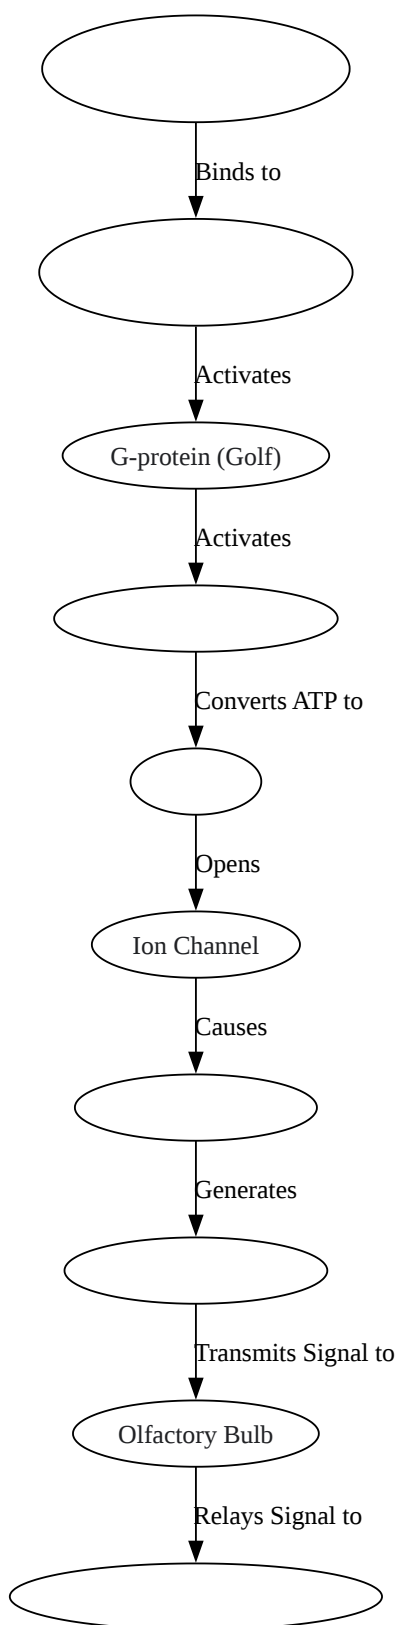 Binds to
Activates
G-protein (Golf)
Activates
Converts ATP to
Opens
Ion Channel
Causes
Generates
Transmits Signal to
Olfactory Bulb
Relays Signal to